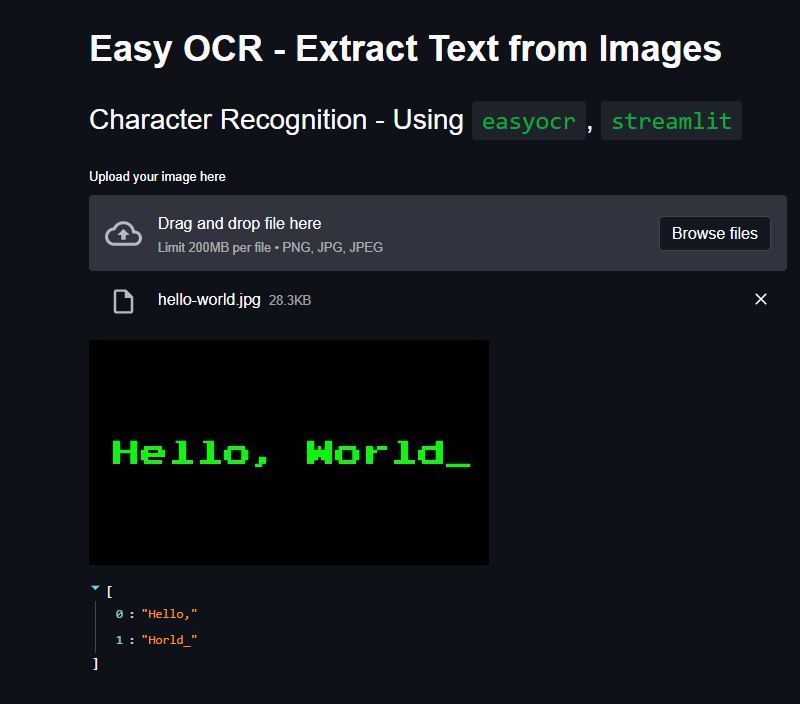 Easy OCR - Extract Text from Images
Character Recognition - Using easyocr, streamlit
Upload your image here
Drag and drop file here
Limit 200MB per file • PNG, JPG, JPEG
Browse files
hello-world.jpg 28.3KB
Hello, World_
[
0 : "Hello,"
1 : "Horld_"
]